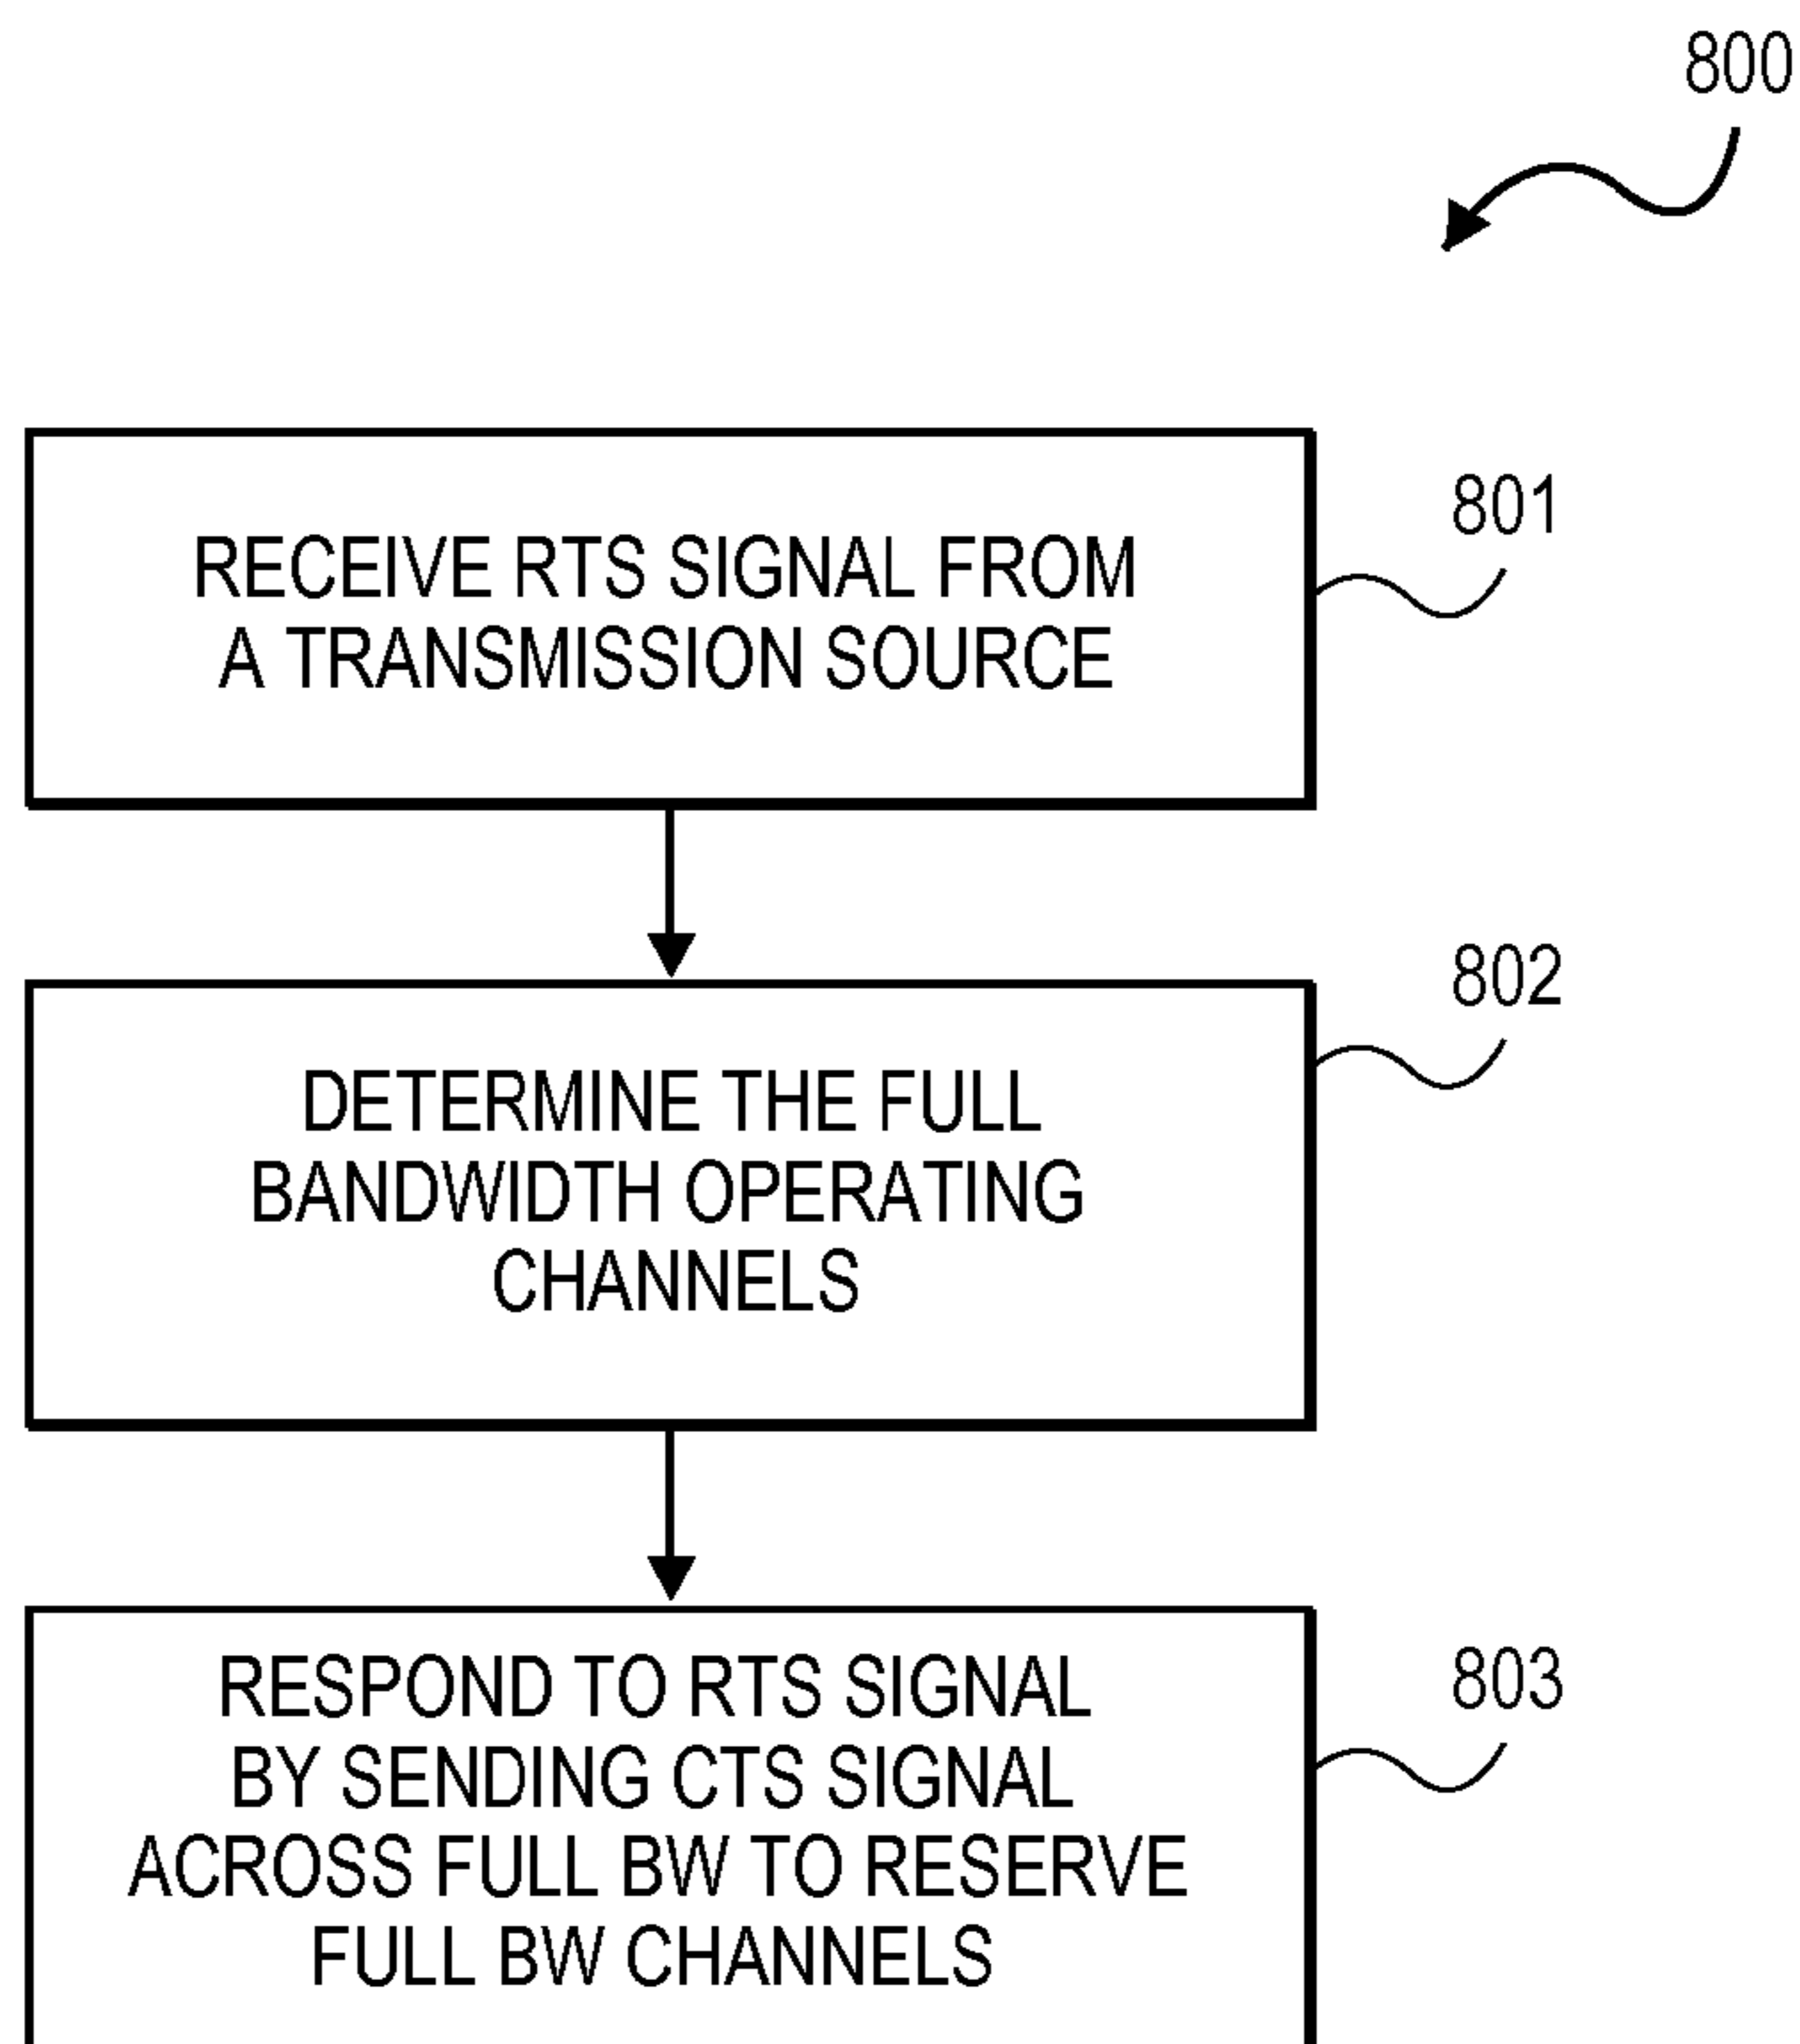 800
RECEIVE RTS SIGNAL FROM
A TRANSMISSION SOURCE
801
DETERMINE THE FULL
BANDWIDTH OPERATING
CHANNELS
802
RESPOND TO RTS SIGNAL
BY SENDING CTS SIGNAL
ACROSS FULL BW TO RESERVE
FULL BW CHANNELS
803